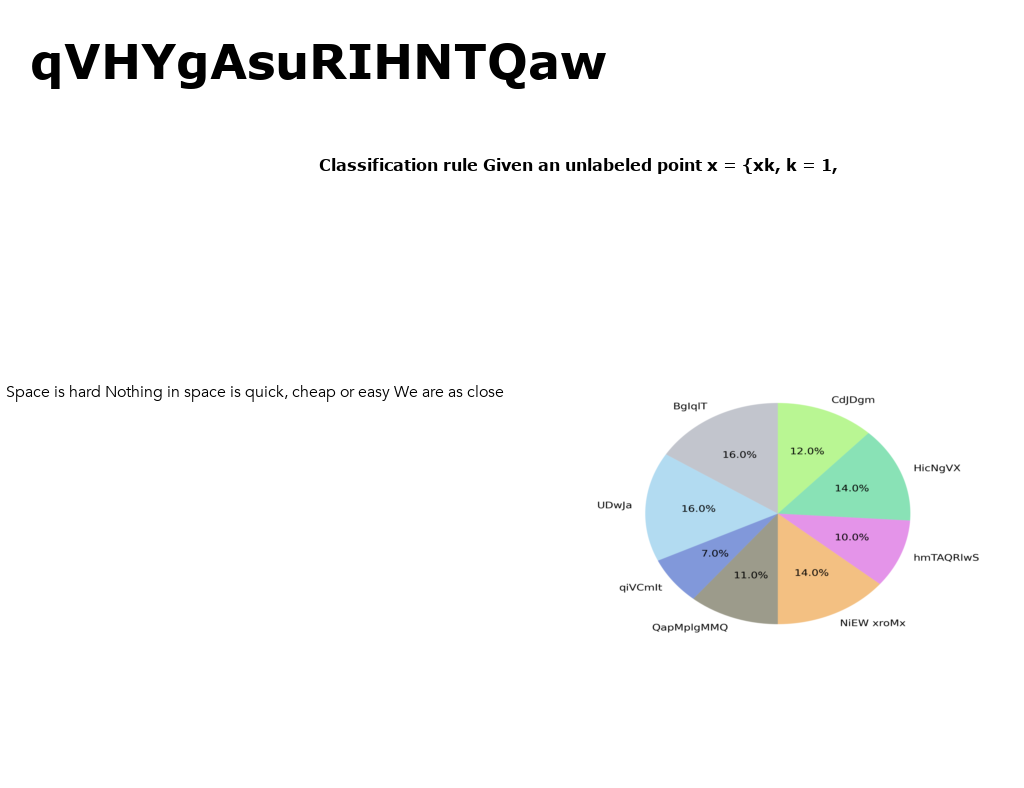 qVHYgAsuRIHNTQaw
Classification rule Given an unlabeled point x = {xk, k = 1,
Space is hard Nothing in space is quick, cheap or easy We are as close
CdJDgm
BgIqlT
12.0%
16.0%
HicNgVX
14.0%
UDwJa
16.0%
10.0%
7.0%
hmTAQRIwS
11.0%
14.0%
qiVCmIt
NiEW xroMx
QapMpIgMMQ